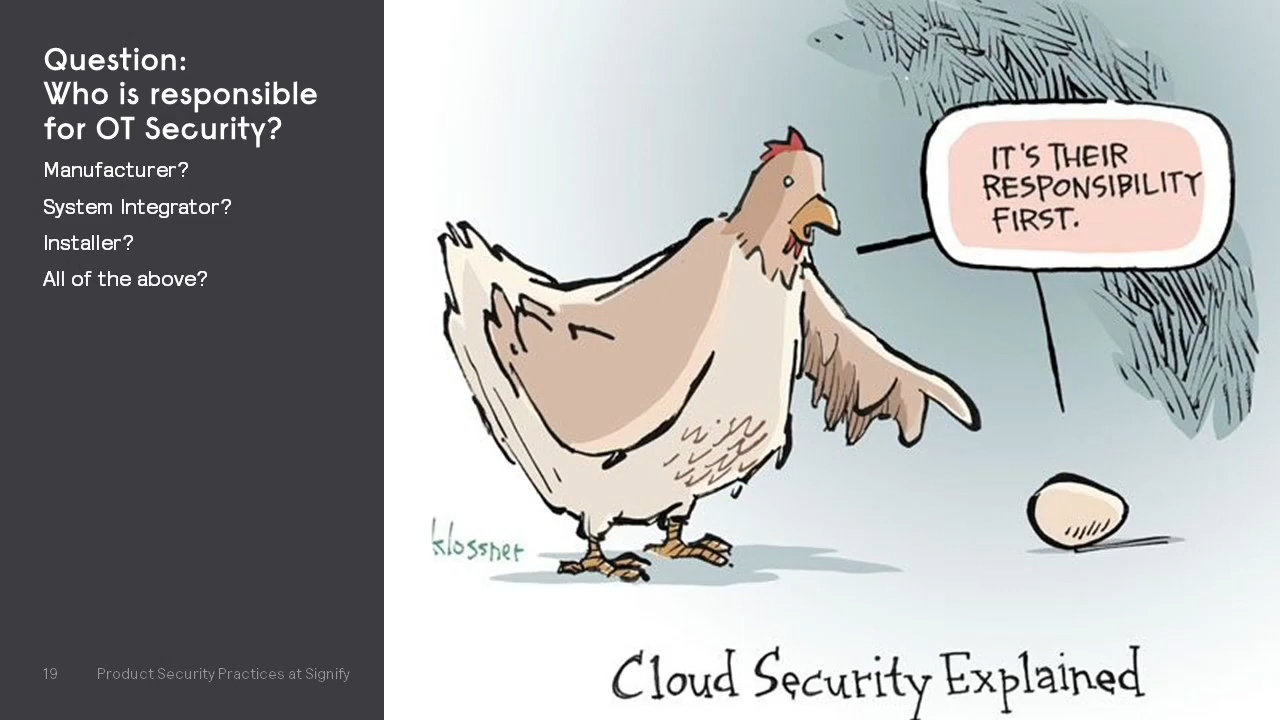 Question:
Who is responsible
for OT Security?
Manufacturer?
System Integrator?
Installer?
All of the above?
19 Product Security Practices at Signify
IT'S THEIR
RESPONSIBILITY
FIRST.
klossner
Cloud Security Explained